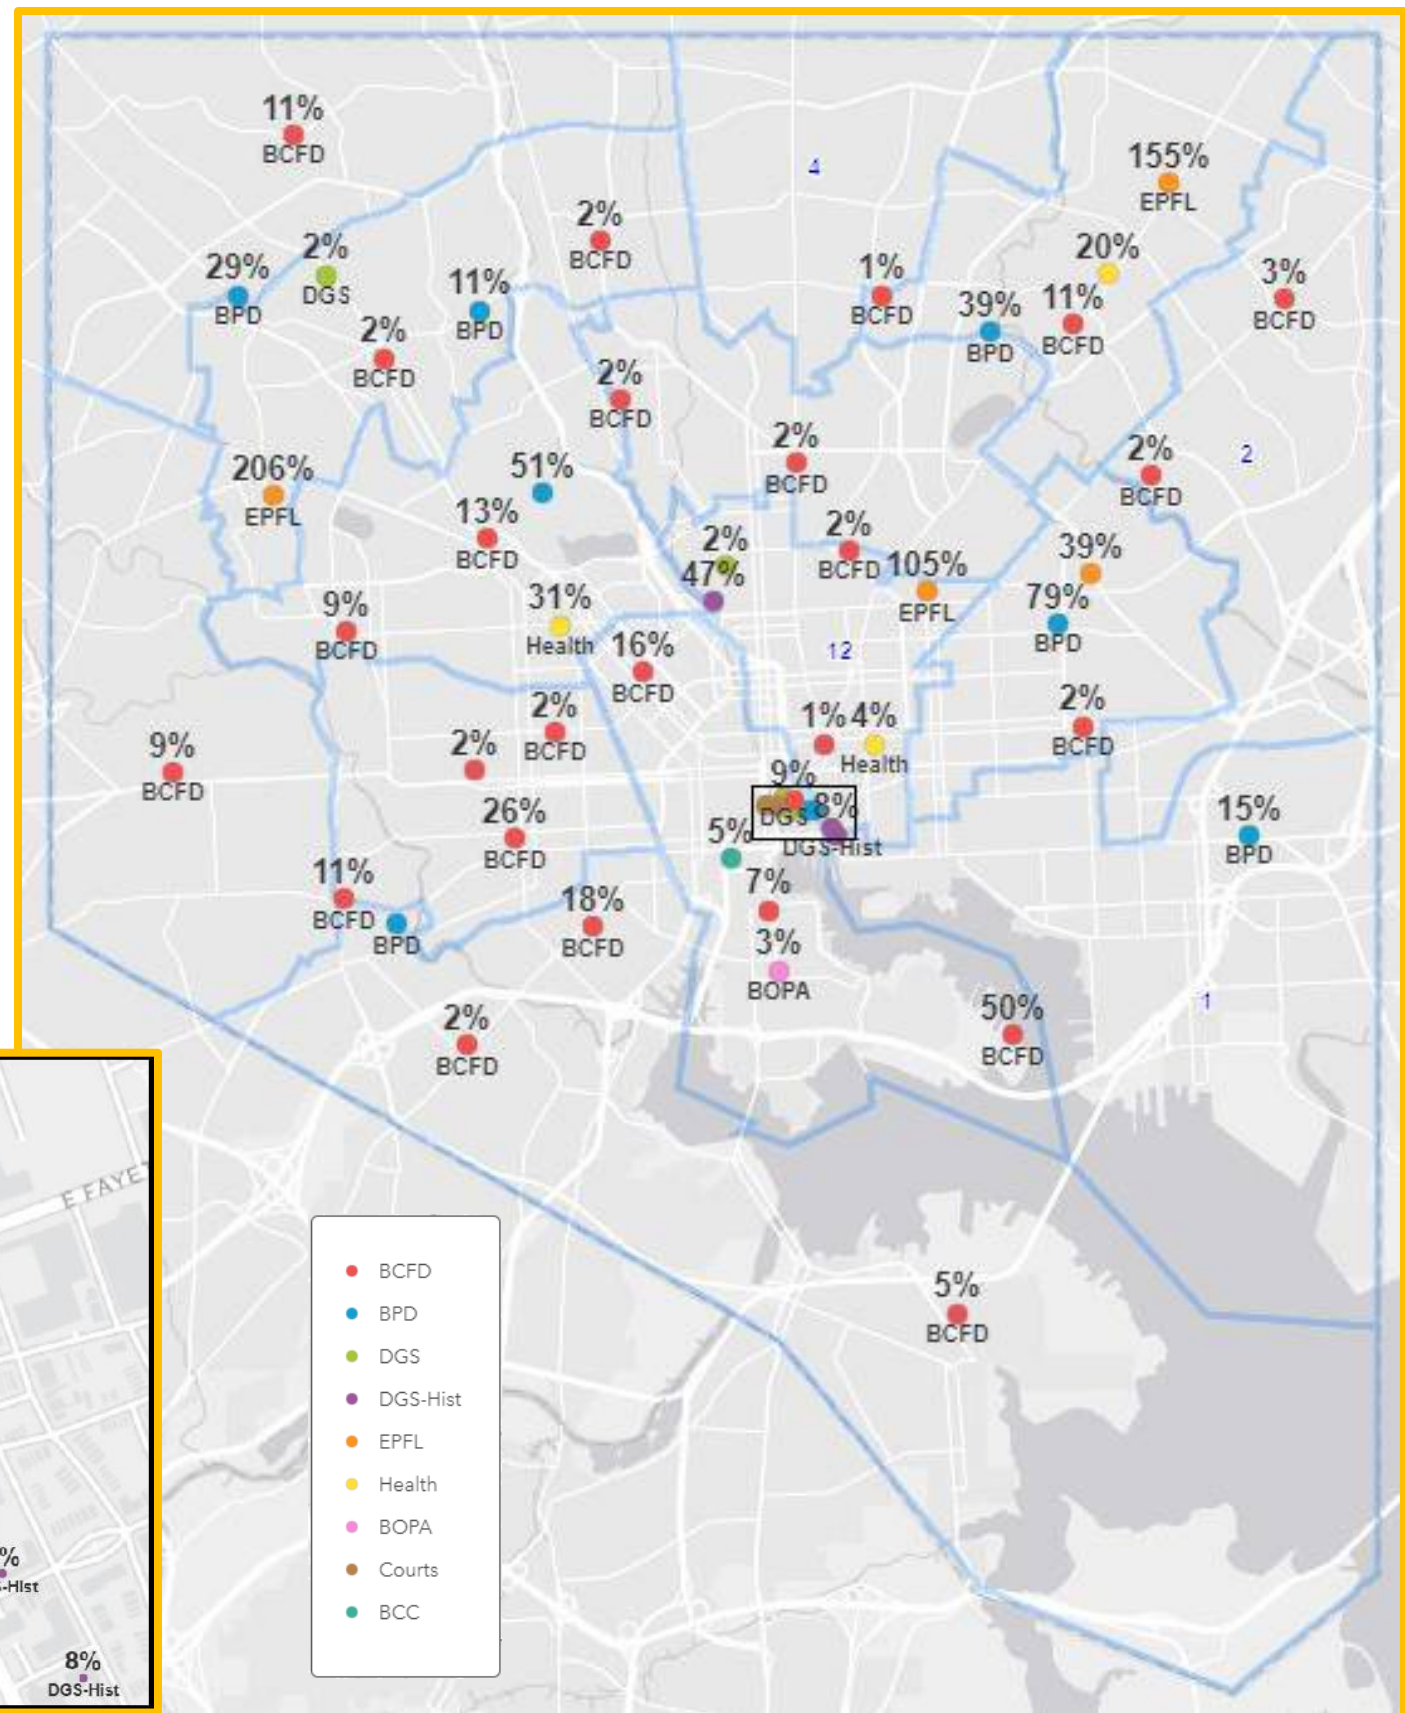 11%
BCFD
4
155%
EPFL
2%
BCFD
29%
BPD
2%
DGS
11%
BPD
1%
BCFD
20%
3%
BCFD
39%
BPD
11%
BCFD
2%
BCFD
2%
BCFD
2%
BCFD
2%
BCFD
2
206%
EPFL
51%
13%
BCFD
2%
47%
2%
BCFD
105%
EPFL
39%
79%
BPD
9%
BCFD
31%
Health
16%
BCFD
12
9%
BCFD
2%
2%
BCFD
1%
4%
Health
2%
BCFD
9%
DGS
8%
DGS-Hist
26%
BCFD
5%
15%
BPD
11%
BCFD
BPD
18%
BCFD
7%
3%
BOPA
2%
BCFD
50%
BCFD
1
5%
BCFD
E FAYE
%
-Hist
8%
DGS-Hist
BCFD
BPD
DGS
DGS-Hist
EPFL
Health
BOPA
Courts
BCC